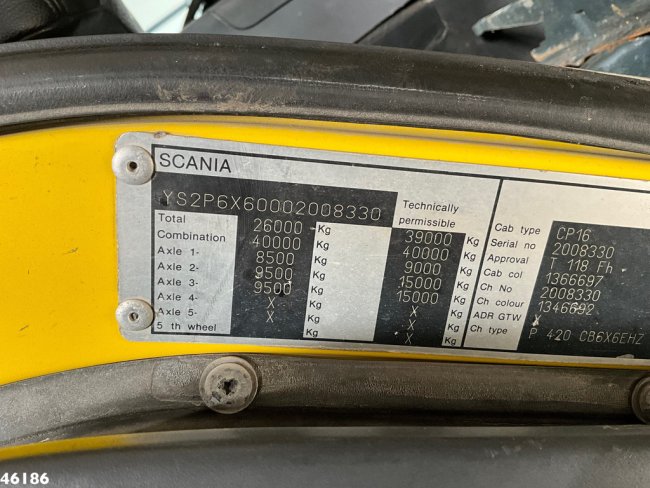 SCANIA
YS2P6X60002008330
Technically
permissible
Total 26000 Kg 39000 Kg
Combination 40000 Kg 40000 Kg
Axle 1- 8500 Kg 9000 Kg
Axle 2- 9500 Kg 15000 Kg
Axle 3- 9500 Kg 15000 Kg
Axle 4- X Kg X Kg
Axle 5- X Kg X Kg
5 th wheel X Kg X Kg
Cab type CP16
Serial no 2008330
Approval T 118 Fh
Cab col 1366697
Ch No 2008330
Ch colour 1346692
ADR GTW X
Ch type P 420 CB6X6EHZ
46186